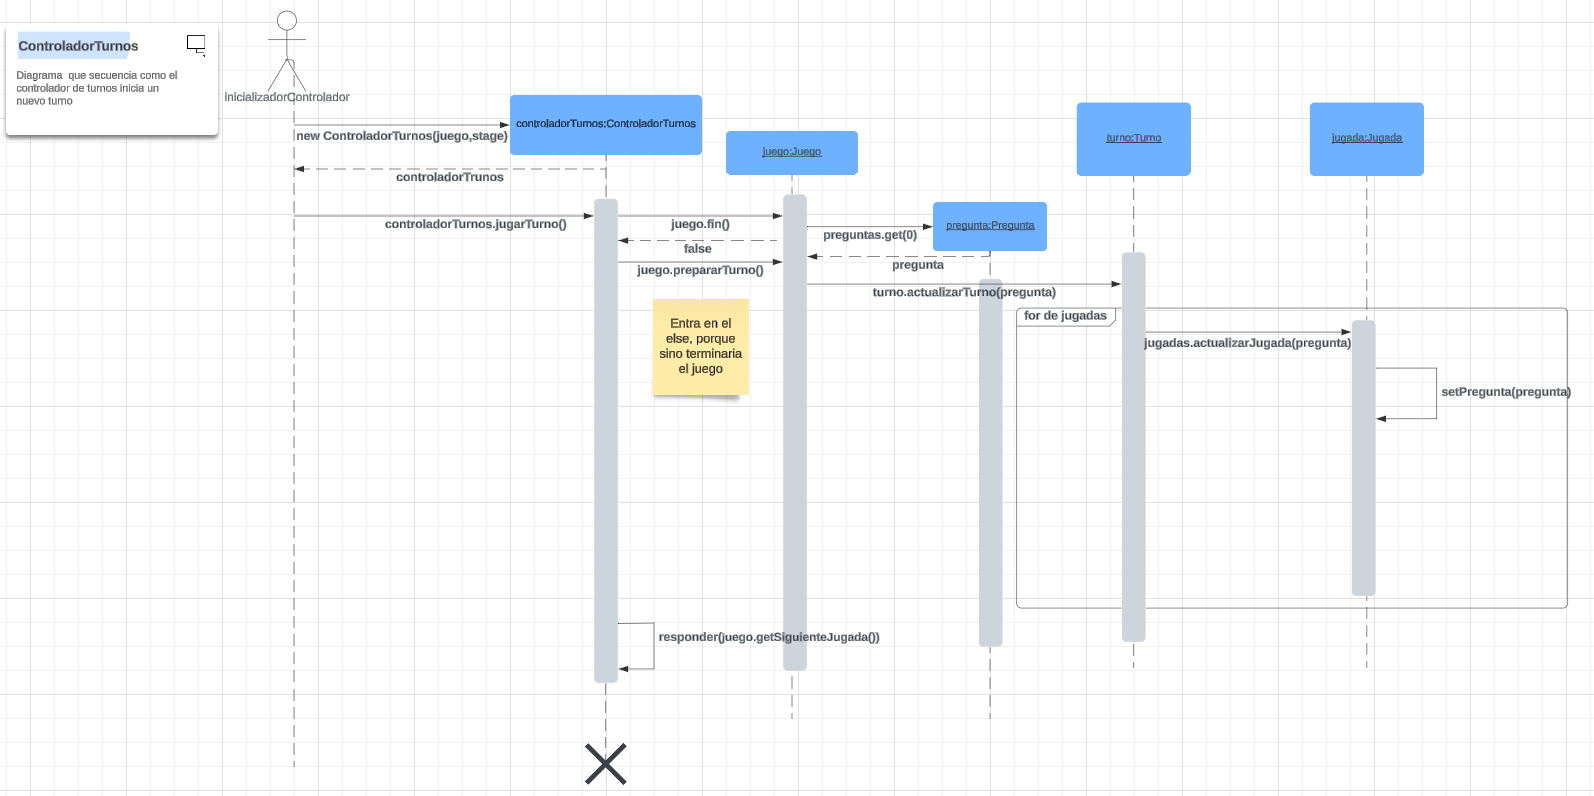 ControladorTurnos
Diagrama que secuencia como el
controlador de turnos inicia un
nuevo turno
inicializadorControlador
new ControladorTurnos(juego,stage)
controladorTurnos:ControladorTurnos
juego:Juego
turno:Turno
jugada:Jugada
controladorTrunos
controladorTurnos.jugarTurno()
juego.fin()
preguntas.get(0)
pregunta:Pregunta
false
pregunta
juego.prepararTurno()
turno.actualizarTurno(pregunta)
for de jugadas
Entra en el
else, porque
sino terminaria
el juego
jugadas.actualizarJugada(pregunta)
setPregunta(pregunta)
responder(juego.getSiguienteJugada())